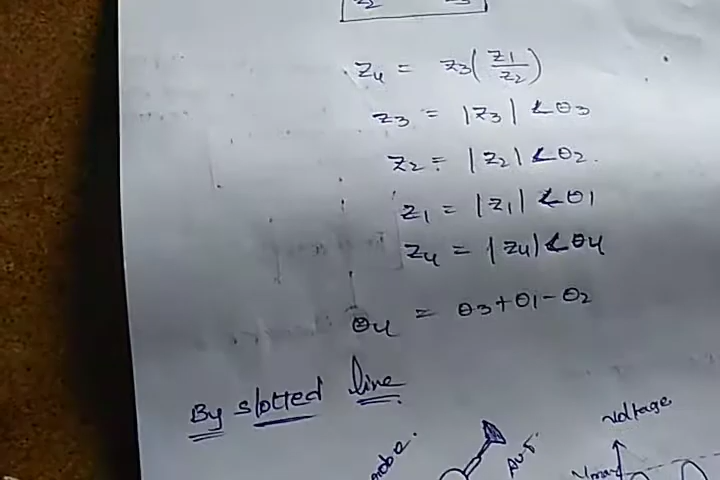 z4 = z3(z1/z2)
z3 = |z3| ∠θ3
z2 = |z2| ∠θ2.
z1 = |z1| ∠θ1
z4 = |z4| ∠θ4
θ4 = θ3+θ1-θ2
By slotted line
voltage
Vmax